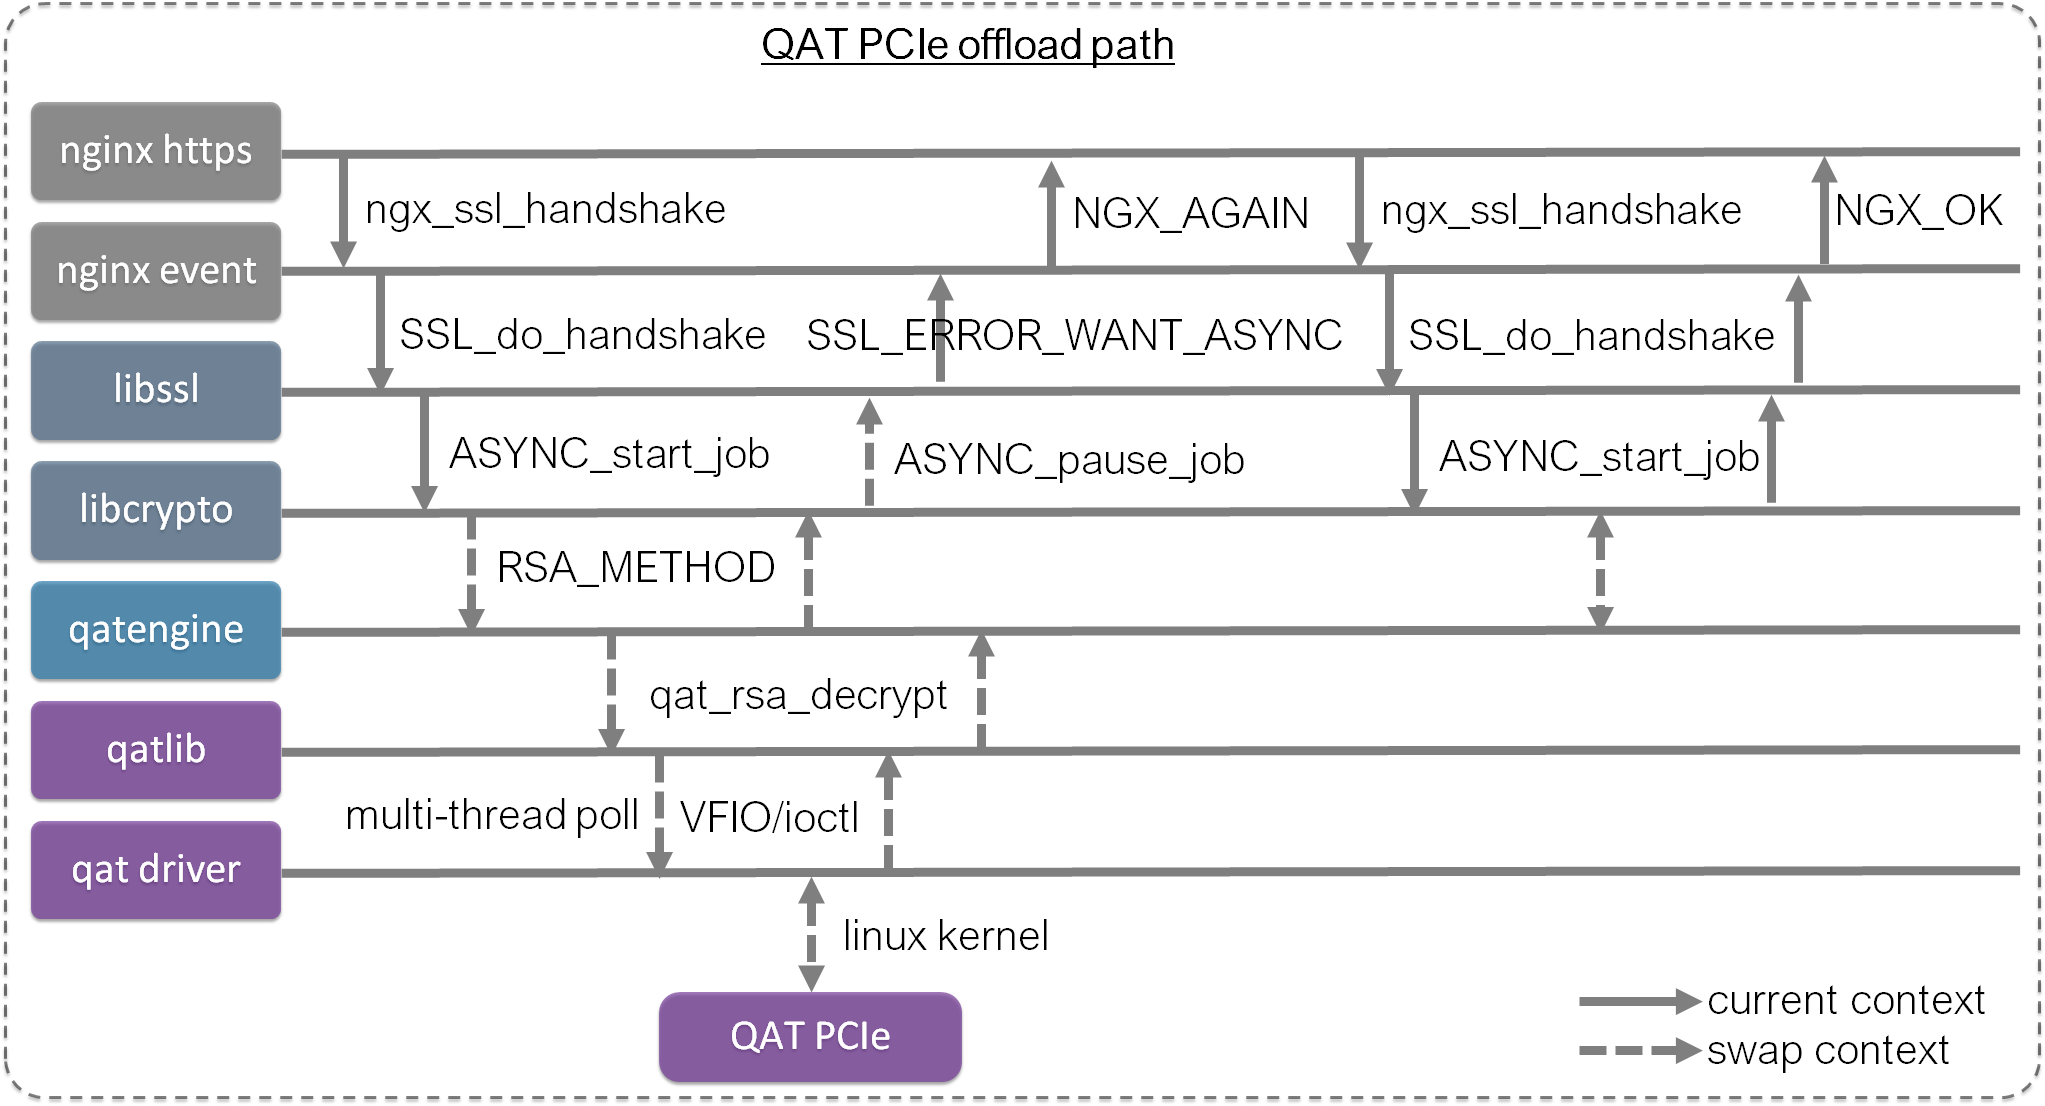 QAT PCIe offload path
nginx https
ngx_ssl_handshake
NGX_AGAIN
ngx_ssl_handshake
NGX_OK
nginx event
SSL_do_handshake
SSL_ERROR_WANT_ASYNC
SSL_do_handshake
libssl
ASYNC_start_job
ASYNC_pause_job
ASYNC_start_job
libcrypto
RSA_METHOD
qatengine
qat_rsa_decrypt
qatlib
multi-thread poll
VFIO/ioctl
qat driver
linux kernel
QAT PCIe
current context
swap context